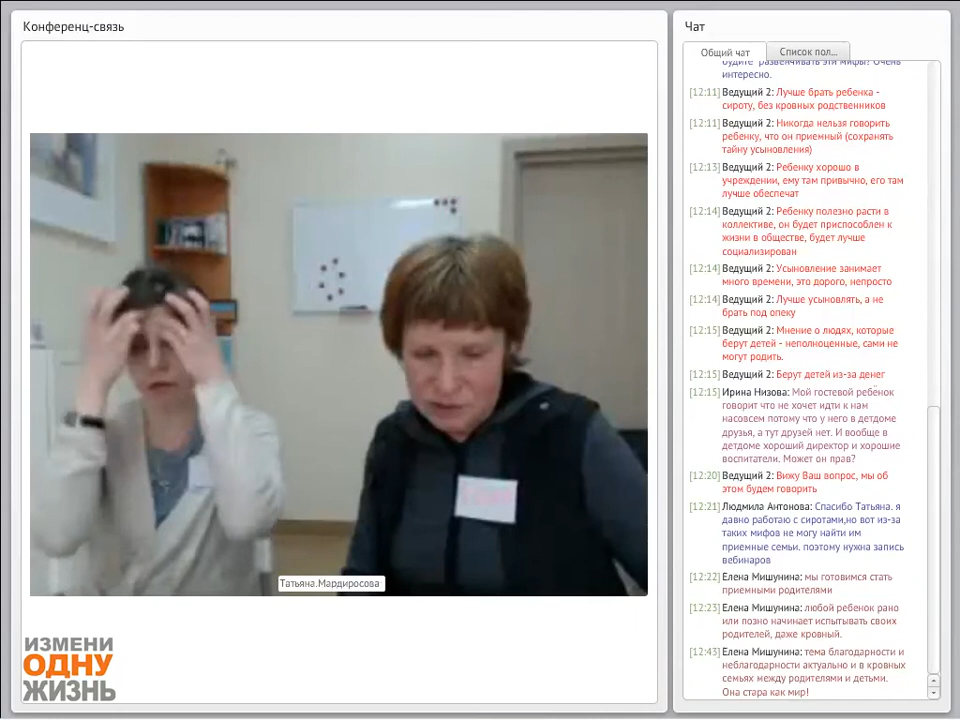 Конференц-связь
Татьяна.Мардиросова
ИЗМЕНИ
ОДНУ
ЖИЗНЬ
Чат
Общий чат
Список пол...
будите развенчивать эти мифы! Очень
интересно.
[12:11] Ведущий 2: Лучше брать ребенка -
сироту, без кровных родственников
[12:11] Ведущий 2: Никогда нельзя говорить
ребенку, что он приемный (сохранять
тайну усыновления)
[12:13] Ведущий 2: Ребенку хорошо в
учреждении, ему там привычно, его там
лучше обеспечат
[12:14] Ведущий 2: Ребенку полезно расти в
коллективе, он будет приспособлен к
жизни в обществе, будет лучше
социализирован
[12:14] Ведущий 2: Усыновление занимает
много времени, это дорого, непросто
[12:14] Ведущий 2: Лучше усыновлять, а не
брать под опеку
[12:15] Ведущий 2: Мнение о людях, которые
берут детей - неполноценные, сами не
могут родить.
[12:15] Ведущий 2: Берут детей из-за денег
[12:15] Ирина Низова: Мой гостевой ребенок
говорит что не хочет идти к нам
насовсем потому что у него в детдоме
друзья, а тут друзей нет. И вообще в
детдоме хороший директор и хорошие
воспитатели. Может он прав?
[12:20] Ведущий 2: Вижу Ваш вопрос, мы об
этом будем говорить
[12:21] Людмила Антонова: Спасибо Татьяна. я
давно работаю с сиротами,но вот из-за
таких мифов не могу найти им
приемные семьи. поэтому нужна запись
вебинаров
[12:22] Елена Мишунина: мы готовимся стать
приемными родителями
[12:23] Елена Мишунина: любой ребенок рано
или поздно начинает испытывать своих
родителей, даже кровный.
[12:43] Елена Мишунина: тема благодарности и
неблагодарности актуально и в кровных
семьях между родителями и детьми.
Она стара как мир!